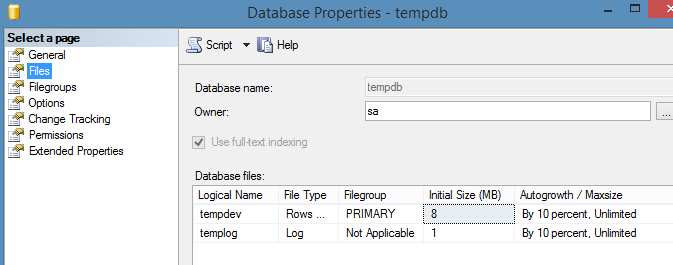 Database Properties - tempdb
Select a page
General
Files
Filegroups
Options
Change Tracking
Permissions
Extended Properties
Script Help
Database name: tempdb
Owner: sa ...
Use full-text indexing
Database files:
Logical Name File Type Filegroup Initial Size (MB) Autogrowth / Maxsize
tempdev Rows ... PRIMARY 8 By 10 percent, Unlimited
templog Log Not Applicable 1 By 10 percent, Unlimited